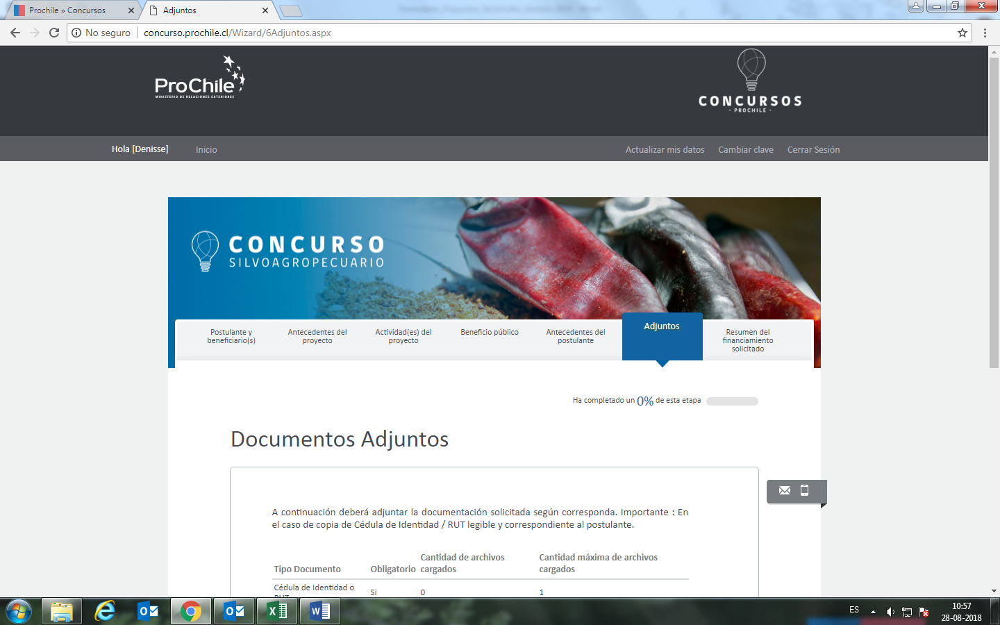 Prochile » Concursos
Adjuntos
No seguro
concurso.prochile.cl/Wizard/6Adjuntos.aspx
ProChile
MINISTERIO DE RELACIONES EXTERIORES
CONCURSOS
· PROCHILE ·
Hola [Denisse]
Inicio
Actualizar mis datos
Cambiar clave
Cerrar Sesión
CONCURSO
SILVOAGROPECUARIO
Postulante y
beneficiario(s)
Antecedentes del
proyecto
Actividad(es) del
proyecto
Beneficio público
Antecedentes del
postulante
Adjuntos
Resumen del
financiamiento
solicitado
Ha completado un 0% de esta etapa
Documentos Adjuntos
A continuación deberá adjuntar la documentación solicitada según corresponda. Importante : En
el caso de copia de Cédula de Identidad / RUT legible y correspondiente al postulante.
Tipo Documento
Obligatorio
Cantidad de archivos
cargados
Cantidad máxima de archivos
cargados
Cédula de Identidad o
RUT
Si
0
1
ES
10:57
28-08-2018